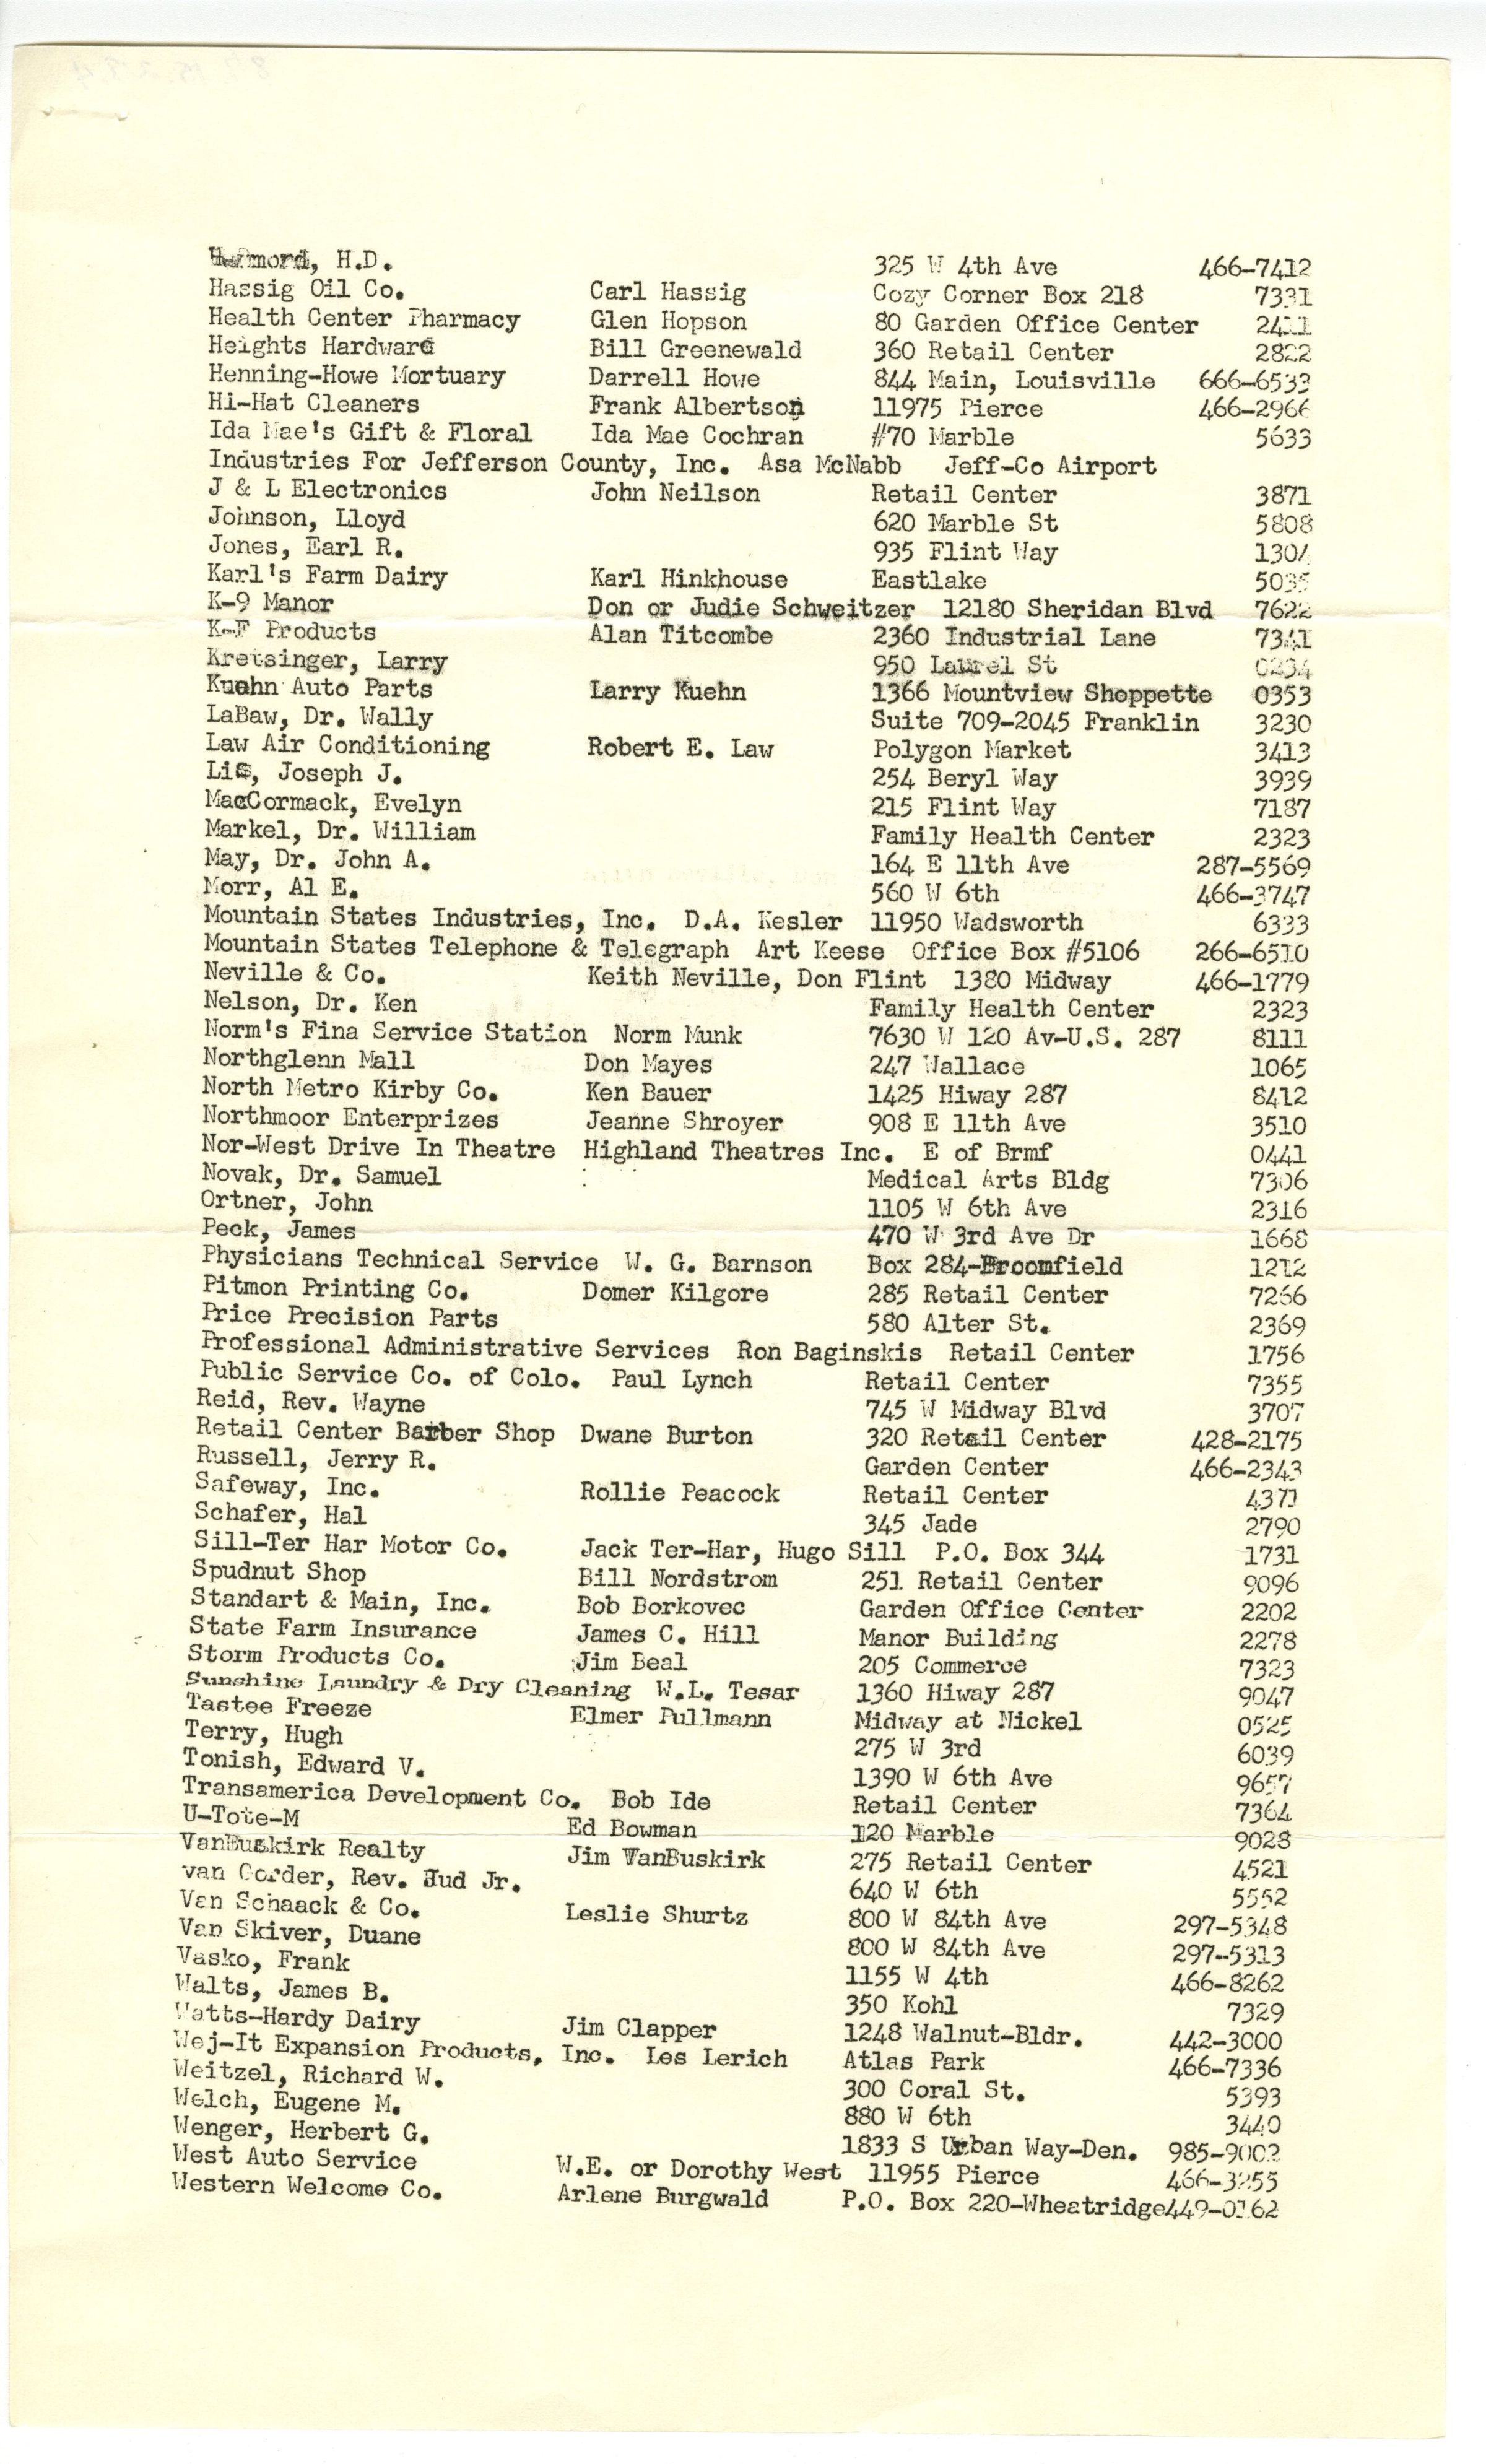 H.D. 325 W 4th Ave 466-7412
Hassig Oil Co. Carl Hassig Cozy Corner Box 218 7331
Health Center Pharmacy Glen Hopson 80 Garden Office Center
Heights Hardware Bill Greenewald 360 Retail Center 2822
Henning-Howe Mortuary Darrell Howe 844 Main, Louisville 666-6533
Hi-Hat Cleaners Frank Albertson 11975 Pierce 466-2966
Ida Mae's Gift & Floral Ida Mae Cochran #70 Marble 5633
Industries For Jefferson County, Inc. Asa McNabb Jeff-Co Airport
J & L Electronics John Neilson Retail Center 3871
Johnson, Lloyd 620 Marble St 5808
Jones, Earl R. 935 Flint Way 1304
Karl's Farm Dairy Karl Hinkhouse Eastlake 5035
K-9 Manor Don or Judie Schweitzer 12180 Sheridan Blvd 7622
K-F Products Alan Titcombe 2360 Industrial Lane 7341
Kretsinger, Larry 950 Laurel St
Kuehn Auto Parts Larry Kuehn 1366 Mountview Shoppette 0353
LaBaw, Dr. Wally Suite 709-2045 Franklin 3230
Law Air Conditioning Robert E. Law Polygon Market 3413
Joseph J. 254 Beryl Way 3939
MacCormack, Evelyn 215 Flint Way 7187
Markel, Dr. William Family Health Center 2323
May, Dr. John A. 164 E 11th Ave 287-5569
Morr, Al E. 560 W 6th 466-3747
Mountain States Industries, Inc. D.A. Kesler 11950 Wadsworth 6333
Mountain States Telephone & Telegraph Art Keese Office Box #5106 266-6510
Neville & Co. Keith Neville, Don Flint 1380 Midway 466-1779
Nelson, Dr. Ken Family Health Center 2323
Norm's Fina Service Station Norm Munk 7630 W 120 Av-U.S. 287 8111
Northglenn Mall Don Mayes 247 Wallace 1065
North Metro Kirby Co. Ken Bauer 1425 Hiway 287 8412
Northmoor Enterprizes Jeanne Shroyer 908 E 11th Ave 3510
Nor-West Drive In Theatre Highland Theatres Inc. E of Brmf 0441
Novak, Dr. Samuel Medical Arts Bldg 7306
Ortner, John 1105 W 6th Ave 2316
Peck, James 470 W 3rd Ave Dr 1668
Physicians Technical Service W. G. Barnson Box 284-Broomfield 1212
Pitmon Printing Co. Domer Kilgore 285 Retail Center 7266
Price Precision Parts 580 Alter St. 2369
Professional Administrative Services Ron Baginskis Retail Center 1756
Public Service Co. of Colo. Paul Lynch Retail Center 7355
Reid, Rev. Wayne 745 W Midway Blvd 3707
Retail Center Barber Shop Dwane Burton 320 Retail Center 428-2175
Russell, Jerry R. Garden Center 466-2343
Safeway, Inc. Rollie Peacock Retail Center 4371
Schafer, Hal 345 Jade 2790
Sill-Ter Har Motor Co. Jack Ter-Har, Hugo Sill P.O. Box 344 1731
Spudnut Shop Bill Nordstrom 251 Retail Center 9096
Standart & Main, Inc. Bob Borkovec Garden Office Center 2202
State Farm Insurance James C. Hill Manor Building 2278
Storm Products Co. Jim Beal 205 Commerce 7323
Sunshine Laundry & Dry Cleaning W.L. Tesar 1360 Hiway 287 9047
Tastee Freeze Elmer Pullmann Midway at Nickel 0525
Terry, Hugh 275 W 3rd 6039
Tonish, Edward V. 1390 W 6th Ave 9657
Transamerica Development Co. Bob Ide Retail Center 7364
U-Tote-M Ed Bowman 120 Marble 9028
VanBuskirk Realty Jim VanBuskirk 275 Retail Center 4521
van Gorder, Rev. Jud Jr. 640 W 6th 5552
Van Schaack & Co. Leslie Shurtz 800 W 84th Ave 297-5348
Van Skiver, Duane 800 W 84th Ave 297-5313
Vasko, Frank 1155 W 4th 466-8262
Walts, James B. 350 Kohl 7329
Watts-Hardy Dairy Jim Clapper 1248 Walnut-Bldr. 442-3000
Wej-It Expansion Products, Inc. Les Lerich Atlas Park 466-7336
Weitzel, Richard W. 300 Coral St. 5393
Welch, Eugene M. 880 W 6th 3440
Wenger, Herbert G. 1833 S Urban Way-Den. 985-9002
West Auto Service W.E. or Dorothy West 11955 Pierce 466-3255
Western Welcome Co. Arlene Burgwald P.O. Box 220-Wheatridge 449-0162